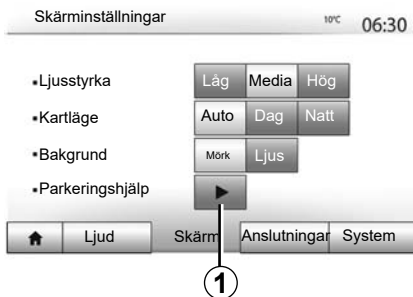 Skärminställningar 10°C 06:30
▪Ljusstyrka Låg Media Hög
▪Kartläge Auto Dag Natt
▪Bakgrund Mörk Ljus
▪Parkeringshjälp
Ljud Skärm Anslutningar System
1